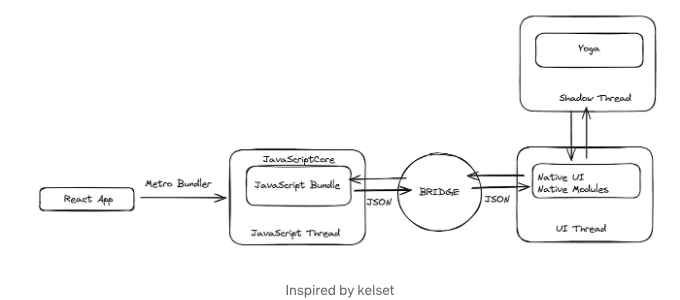 Yoga
Shadow Thread
JavaScriptCore
JavaScript Bundle
JavaScript Thread
React App
Metro Bundler
JSON
BRIDGE
JSON
Native UI
Native Modules
UI Thread
Inspired by kelset